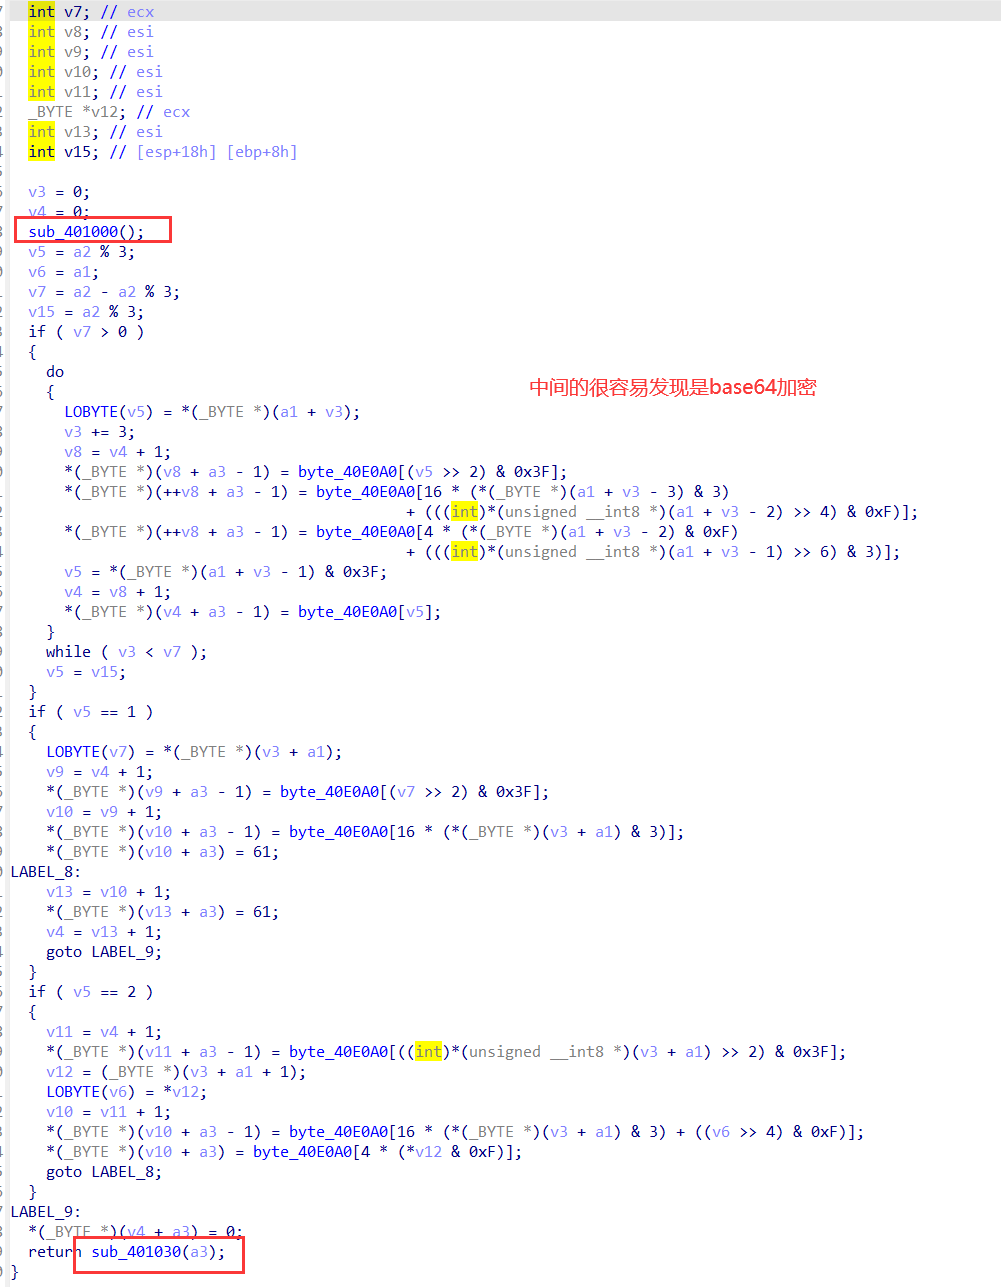 int v7; // ecx
int v8; // esi
int v9; // esi
int v10; // esi
int v11; // esi
_BYTE *v12; // ecx
int v13; // esi
int v15; // [esp+18h] [ebp+8h]
v3 = 0;
v4 = 0;
sub_401000();
v5 = a2 % 3;
v6 = a1;
v7 = a2 - a2 % 3;
v15 = a2 % 3;
if ( v7 > 0 )
{
do
中间的很容易发现是base64加密
{
LOBYTE(v5) = *(_BYTE *)(a1 + v3);
v3 += 3;
v8 = v4 + 1;
*(_BYTE *)(v8 + a3 - 1) = byte_40E0A0[(v5 >> 2) & 0x3F];
*(_BYTE *)(++v8 + a3 - 1) = byte_40E0A0[16 * (*(_BYTE *)(a1 + v3 - 3) & 3)
+ (((int)*(unsigned __int8 *)(a1 + v3 - 2) >> 4) & 0xF)];
*(_BYTE *)(++v8 + a3 - 1) = byte_40E0A0[4 * (*(_BYTE *)(a1 + v3 - 2) & 0xF)
+ (((int)*(unsigned __int8 *)(a1 + v3 - 1) >> 6) & 3)];
v5 = *(_BYTE *)(a1 + v3 - 1) & 0x3F;
v4 = v8 + 1;
*(_BYTE *)(v4 + a3 - 1) = byte_40E0A0[v5];
}
while ( v3 < v7 );
v5 = v15;
}
if ( v5 == 1 )
{
LOBYTE(v7) = *(_BYTE *)(v3 + a1);
v9 = v4 + 1;
*(_BYTE *)(v9 + a3 - 1) = byte_40E0A0[(v7 >> 2) & 0x3F];
v10 = v9 + 1;
*(_BYTE *)(v10 + a3 - 1) = byte_40E0A0[16 * (*(_BYTE *)(v3 + a1) & 3)];
*(_BYTE *)(v10 + a3) = 61;
LABEL_8:
v13 = v10 + 1;
*(_BYTE *)(v13 + a3) = 61;
v4 = v13 + 1;
goto LABEL_9;
}
if ( v5 == 2 )
{
v11 = v4 + 1;
*(_BYTE *)(v11 + a3 - 1) = byte_40E0A0[((int)*(unsigned __int8 *)(v3 + a1) >> 2) & 0x3F];
v12 = (_BYTE *)(v3 + a1 + 1);
LOBYTE(v6) = *v12;
v10 = v11 + 1;
*(_BYTE *)(v10 + a3 - 1) = byte_40E0A0[16 * (*(_BYTE *)(v3 + a1) & 3) + ((v6 >> 4) & 0xF)];
*(_BYTE *)(v10 + a3) = byte_40E0A0[4 * (*v12 & 0xF)];
goto LABEL_8;
}
LABEL_9:
*(_BYTE *)(v4 + a3) = 0;
return sub_401030(a3);
}